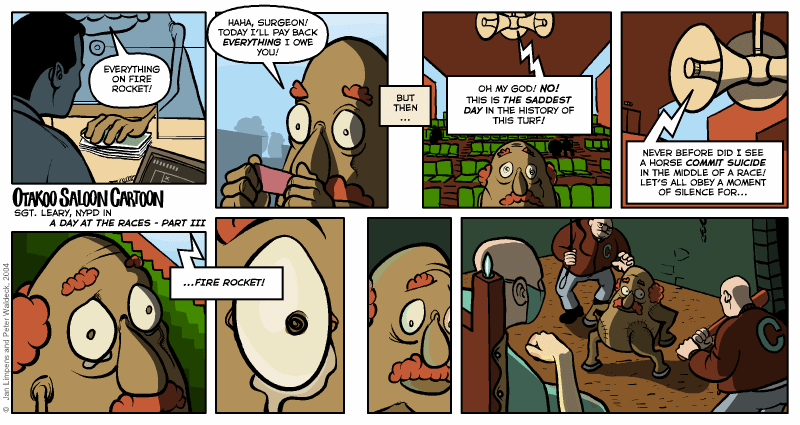 EVERYTHING
ON FIRE
ROCKET!
HAHA, SURGEON!
TODAY I'LL PAY BACK
EVERYTHING I OWE
YOU!
BUT
THEN
...
OH MY GOD! NO!
THIS IS THE SADDEST
DAY IN THE HISTORY OF
THIS TURF!
NEVER BEFORE DID I SEE
A HORSE COMMIT SUICIDE
IN THE MIDDLE OF A RACE!
LET'S ALL OBEY A MOMENT
OF SILENCE FOR...
OTAKOO SALOON CARTOON
SGT. LEARY, NYPD IN
A DAY AT THE RACES - PART III
...FIRE ROCKET!
C
C
© Jan Limpens and Peter Waldeck, 2004